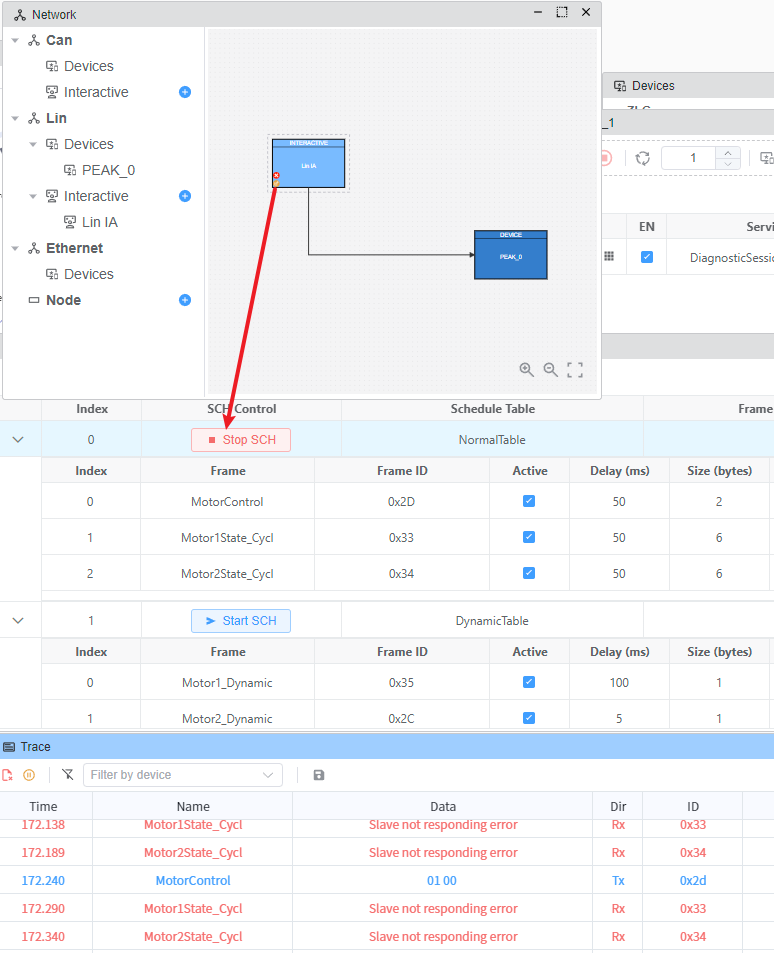 Network
Can
Devices
Interactive
Lin
Devices
PEAK_0
Interactive
Lin IA
Ethernet
Devices
Node
INTERACTIVE
Lin IA
DEVICE
PEAK_0
Devices
_1
1
EN Servi
DiagnosticSessio
Index SCH Control Schedule Table Frame
0 Stop SCH NormalTable
Index Frame Frame ID Active Delay (ms) Size (bytes)
0 MotorControl 0x2D 50 2
1 Motor1State_Cycl 0x33 50 6
2 Motor2State_Cycl 0x34 50 6
1 Start SCH DynamicTable
Index Frame Frame ID Active Delay (ms) Size (bytes)
0 Motor1_Dynamic 0x35 100 1
1 Motor2_Dynamic 0x2C 5 1
Trace
Filter by device
Time Name Data Dir ID
172.138 Motor1State_Cycl Slave not responding error Rx 0x33
172.189 Motor2State_Cycl Slave not responding error Rx 0x34
172.240 MotorControl 01 00 Tx 0x2d
172.290 Motor1State_Cycl Slave not responding error Rx 0x33
172.340 Motor2State_Cycl Slave not responding error Rx 0x34